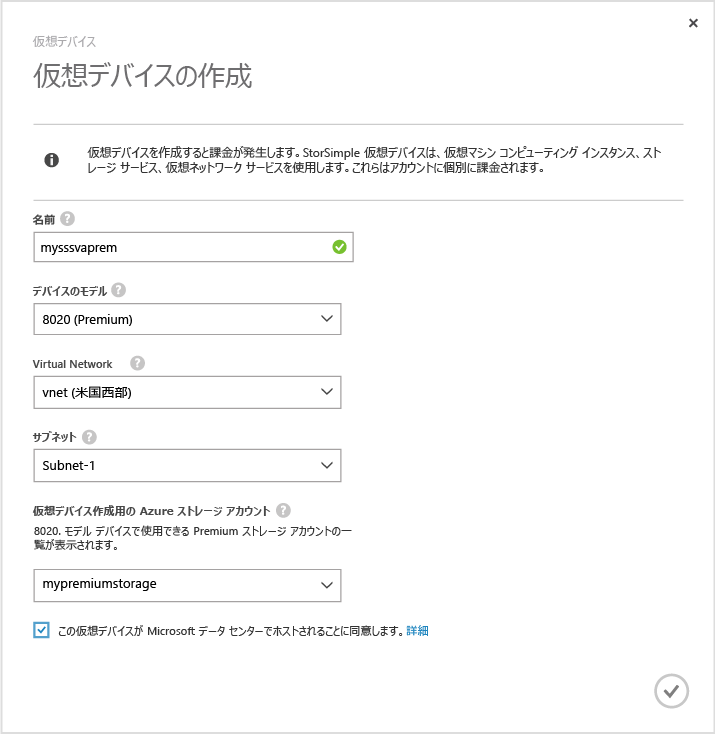 仮想デバイス
仮想デバイスの作成
仮想デバイスを作成すると課金が発生します。StorSimple 仮想デバイスは、仮想マシン コンピューティング インスタンス、スト
レージ サービス、仮想ネットワーク サービスを使用します。これらはアカウントに個別に課金されます。
名前 ?
mysssvaprem
デバイスのモデル ?
8020 (Premium)
Virtual Network ?
vnet (米国西部)
サブネット ?
Subnet-1
仮想デバイス作成用の Azure ストレージ アカウント ?
8020. モデル デバイスで使用できる Premium ストレージ アカウントの一
覧が表示されます。
mypremiumstorage
この仮想デバイスが Microsoft データ センターでホストされることに同意します。詳細